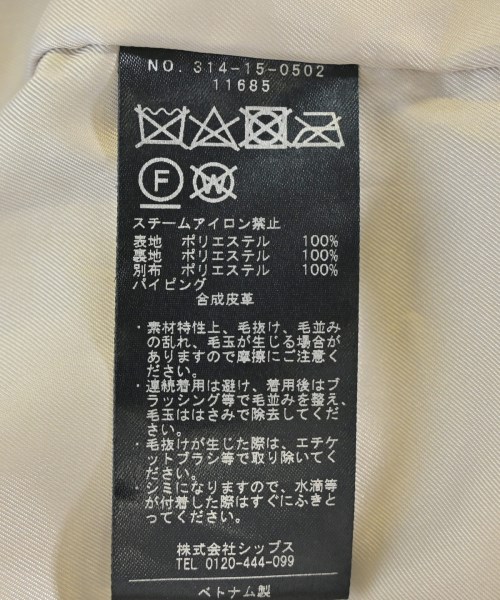 NO. 314-15-0502
11685
F
W
スチームアイロン禁止
表地 ポリエステル 100%
裏地 ポリエステル 100%
別布 ポリエステル 100%
パイピング
合成皮革
・素材特性上、毛抜け、毛並み
の乱れ、毛玉が生じる場合が
ありますので摩擦にご注意く
ださい。
・連続着用は避け、着用後はブ
ラッシング等で毛並みを整え、
毛玉ははさみで除去してくだ
さい。
・毛抜けが生じた際は、エチケ
ットブラシ等で取り除いてく
ださい。
・シミになりますので、水滴等
が付着した際はすぐにふきと
ってください。
株式会社シップス
TEL 0120-444-099
ベトナム製